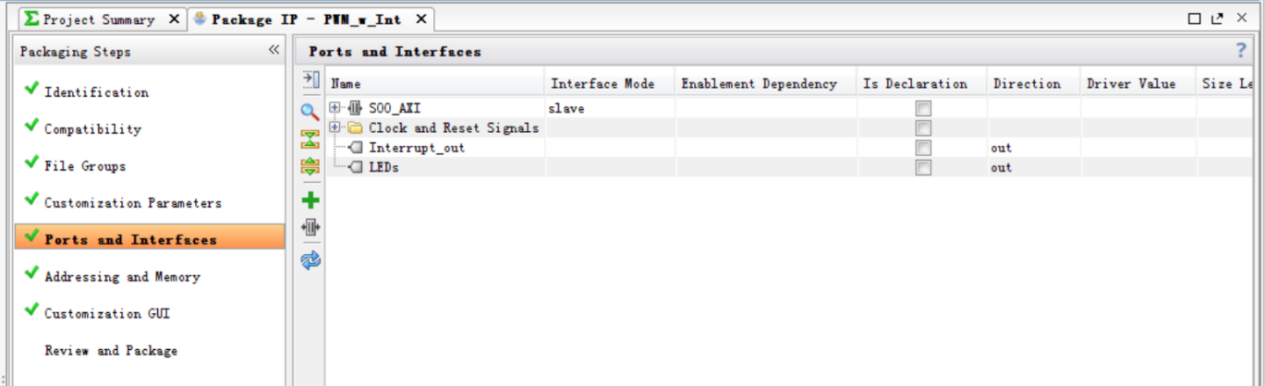 Project Summary × Package IP - PWM_w_Int ×
Packaging Steps «
Identification
Compatibility
File Groups
Customization Parameters
Ports and Interfaces
Addressing and Memory
Customization GUI
Review and Package
Ports and Interfaces ?
Name Interface Mode Enablement Dependency Is Declaration Direction Driver Value Size Le
S00_AXI slave
Clock and Reset Signals
Interrupt_out out
LEDs out